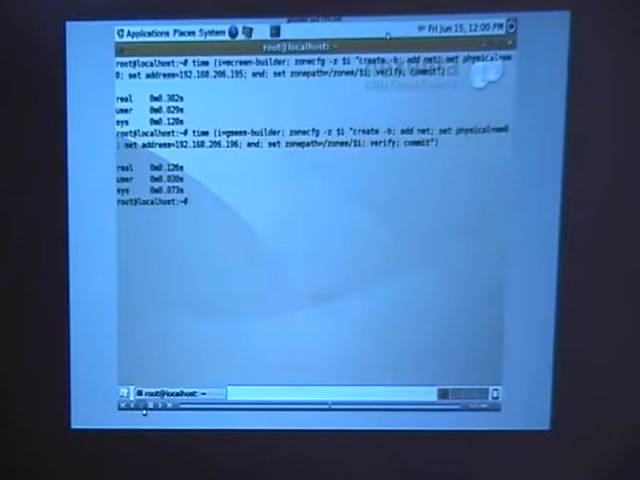 Applications Places System
Fri Jun 15, 12:00 PM
root@localhost: ~
root@localhost:~# time (i=screen-builder; zonecfg -z $i "create -b; add net; set physical=nm
0; set address=192.168.206.195; end; set zonepath=/zones/$i; verify; commit")
real 0m0.382s
user 0m0.029s
sys 0m0.120s
root@localhost:~# time (i=gmemm-builder; zonecfg -z $i "create -b; add net; set physical=nm0
; set address=192.168.206.196; end; set zonepath=/zones/$i; verify; commit")
real 0m0.126s
user 0m0.030s
sys 0m0.073s
root@localhost:~#
root@localhost: ~